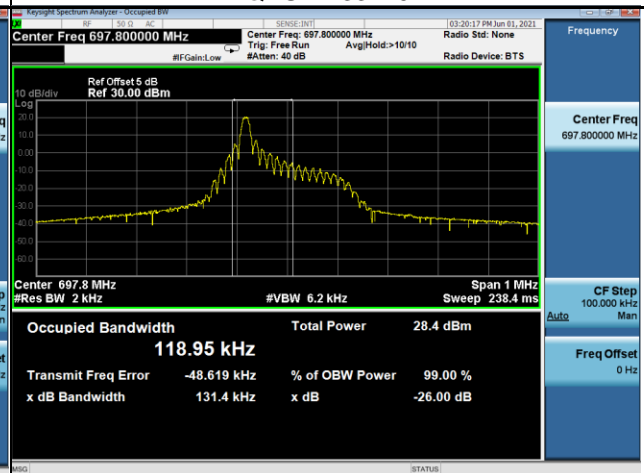 Keysight Spectrum Analyzer - Occupied BW
RF 50 Ω AC SENSE:INT 03:20:17 PM Jun 01, 2021
Center Freq 697.800000 MHz Center Freq: 697.800000 MHz Radio Std: None
Trig: Free Run Avg|Hold:>10/10
#IFGain:Low #Atten: 40 dB Radio Device: BTS
Frequency
Ref Offset 5 dB
10 dB/div Ref 30.00 dBm
Log
20.0
10.0
0.00
-10.0
-20.0
-30.0
-40.0
-50.0
-60.0
Center Freq
697.800000 MHz
Center 697.8 MHz Span 1 MHz
#Res BW 2 kHz #VBW 6.2 kHz Sweep 238.4 ms
CF Step
100.000 kHz
Auto Man
Occupied Bandwidth Total Power 28.4 dBm
118.95 kHz
Transmit Freq Error -48.619 kHz % of OBW Power 99.00 %
x dB Bandwidth 131.4 kHz x dB -26.00 dB
Freq Offset
0 Hz
MSG STATUS